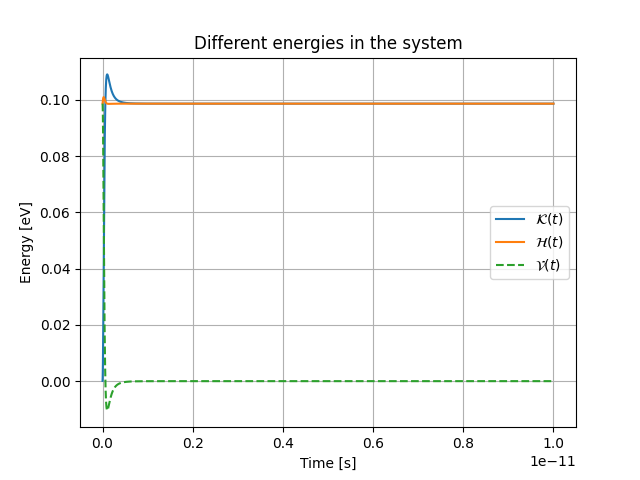 Different energies in the system
Energy [eV]
0.10
0.08
0.06
0.04
0.02
0.00
𝒦(t)
ℋ(t)
𝒱(t)
0.0 0.2 0.4 0.6 0.8 1.0
Time [s]
1e−11